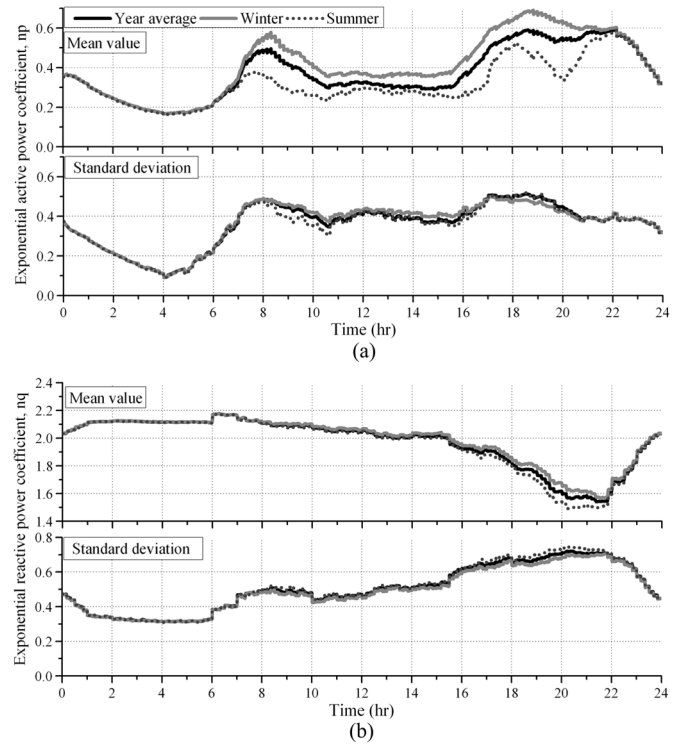 Year average Winter Summer
Mean value
Exponential active power coefficient, np
0.6
0.4
0.2
0.0
Standard deviation
0.6
0.4
0.2
0.0
0 2 4 6 8 10 12 14 16 18 20 22 24
Time (hr)
(a)
Exponential reactive power coefficient, nq
2.4
Mean value
2.2
2.0
1.8
1.6
1.4
0.8
Standard deviation
0.6
0.4
0.2
0.0
0 2 4 6 8 10 12 14 16 18 20 22 24
Time (hr)
(b)